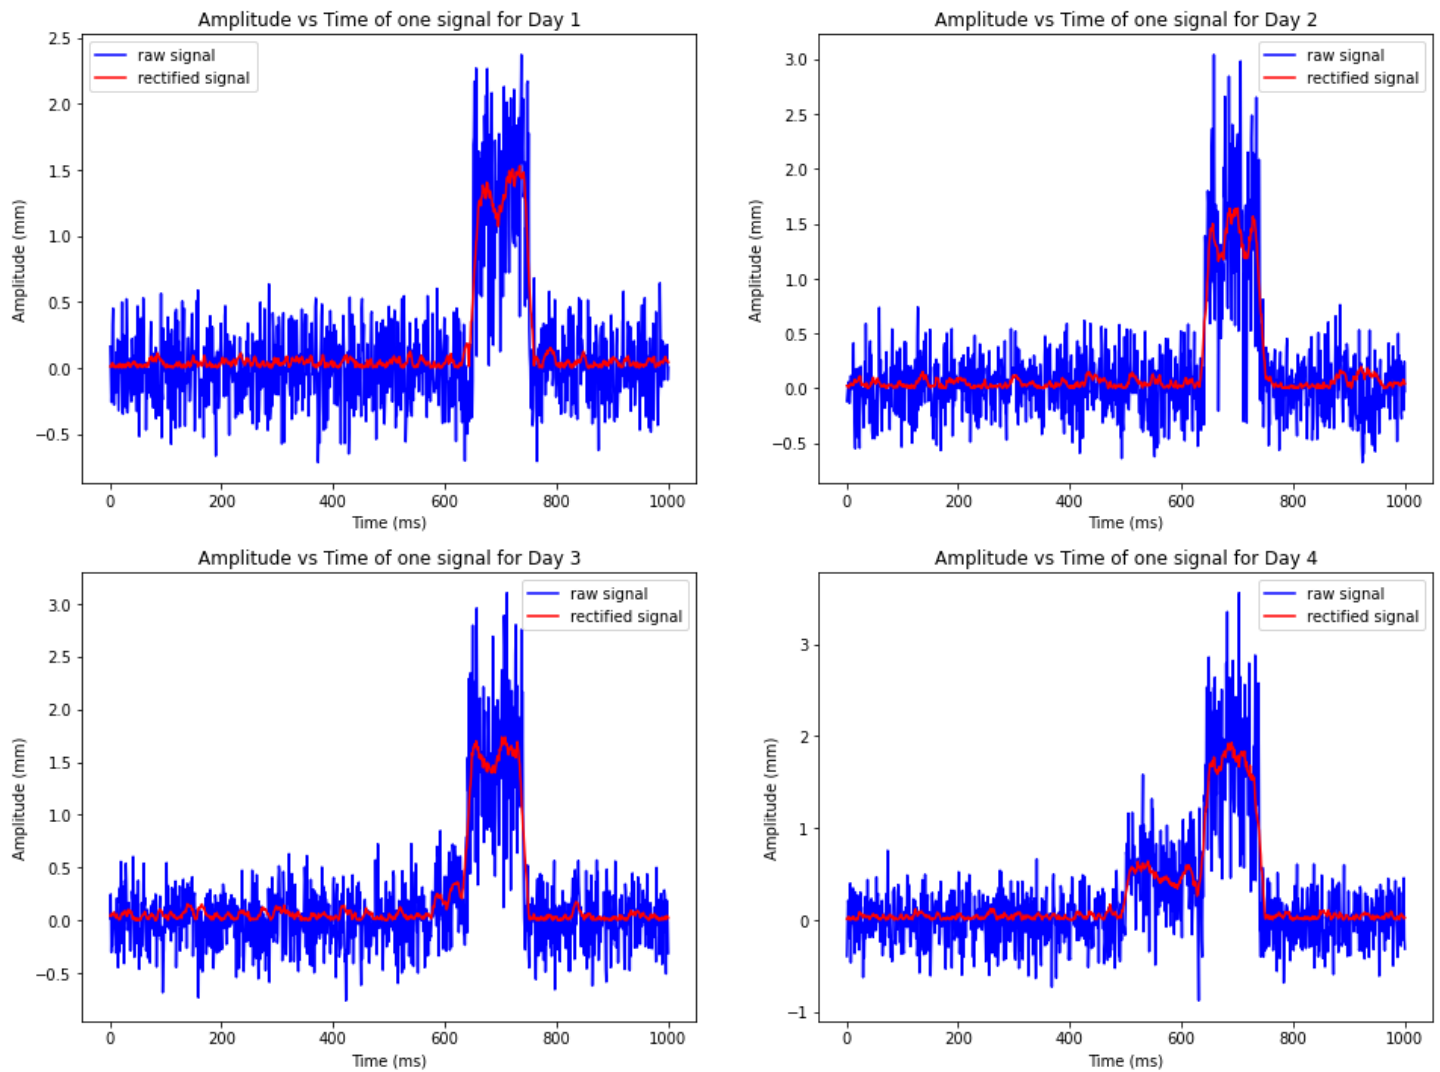 Amplitude vs Time of one signal for Day 1
raw signal
rectified signal
2.5
2.0
1.5
1.0
0.5
0.0
−0.5
Amplitude (mm)
0 200 400 600 800 1000
Time (ms)
Amplitude vs Time of one signal for Day 2
raw signal
rectified signal
3.0
2.5
2.0
1.5
1.0
0.5
0.0
−0.5
Amplitude (mm)
0 200 400 600 800 1000
Time (ms)
Amplitude vs Time of one signal for Day 3
raw signal
rectified signal
3.0
2.5
2.0
1.5
1.0
0.5
0.0
−0.5
Amplitude (mm)
0 200 400 600 800 1000
Time (ms)
Amplitude vs Time of one signal for Day 4
raw signal
rectified signal
3
2
1
0
−1
Amplitude (mm)
0 200 400 600 800 1000
Time (ms)